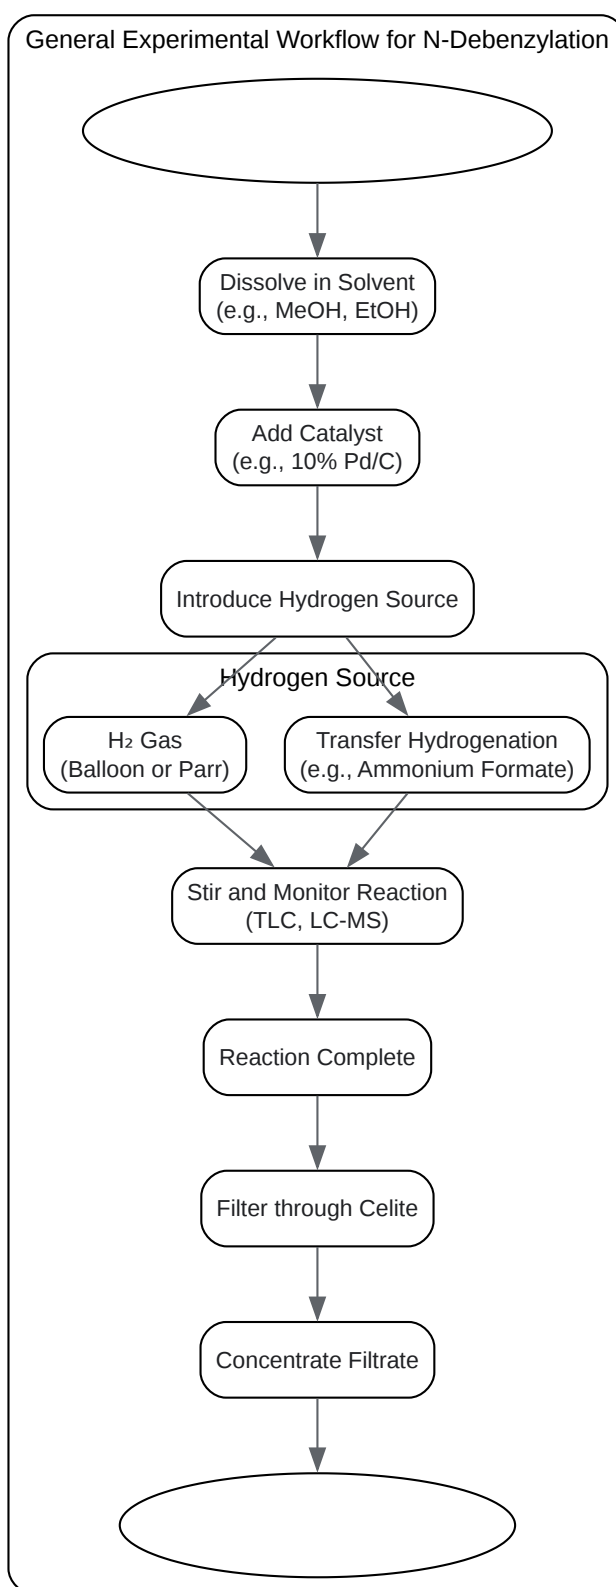 General Experimental Workflow for N-Debenzylation
Dissolve in Solvent
(e.g., MeOH, EtOH)
Add Catalyst
(e.g., 10% Pd/C)
Introduce Hydrogen Source
Hydrogen Source
H₂ Gas
(Balloon or Parr)
Transfer Hydrogenation
(e.g., Ammonium Formate)
Stir and Monitor Reaction
(TLC, LC-MS)
Reaction Complete
Filter through Celite
Concentrate Filtrate